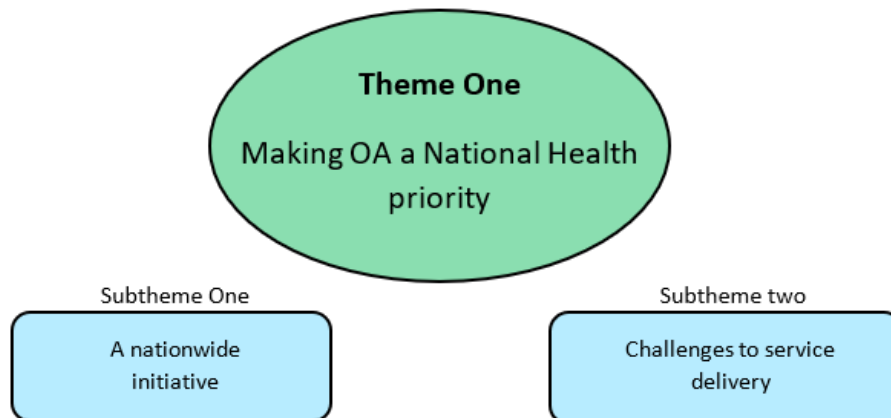 Theme One
Making OA a National Health
priority
Subtheme One
Subtheme two
A nationwide
initiative
Challenges to service
delivery